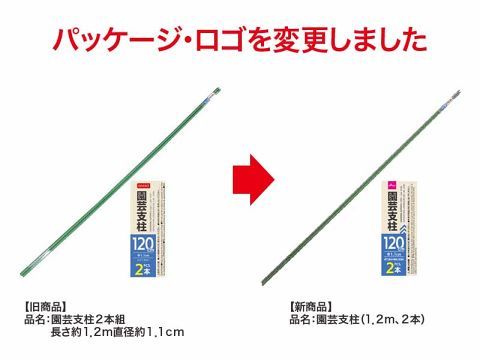 パッケージ・ロゴを変更しました
園芸支柱
120cm
2本
園芸支柱
120cm
2本
【旧商品】
品名：園芸支柱２本組
長さ約1.2m直径約1.1cm
【新商品】
品名：園芸支柱（1.2m、2本）